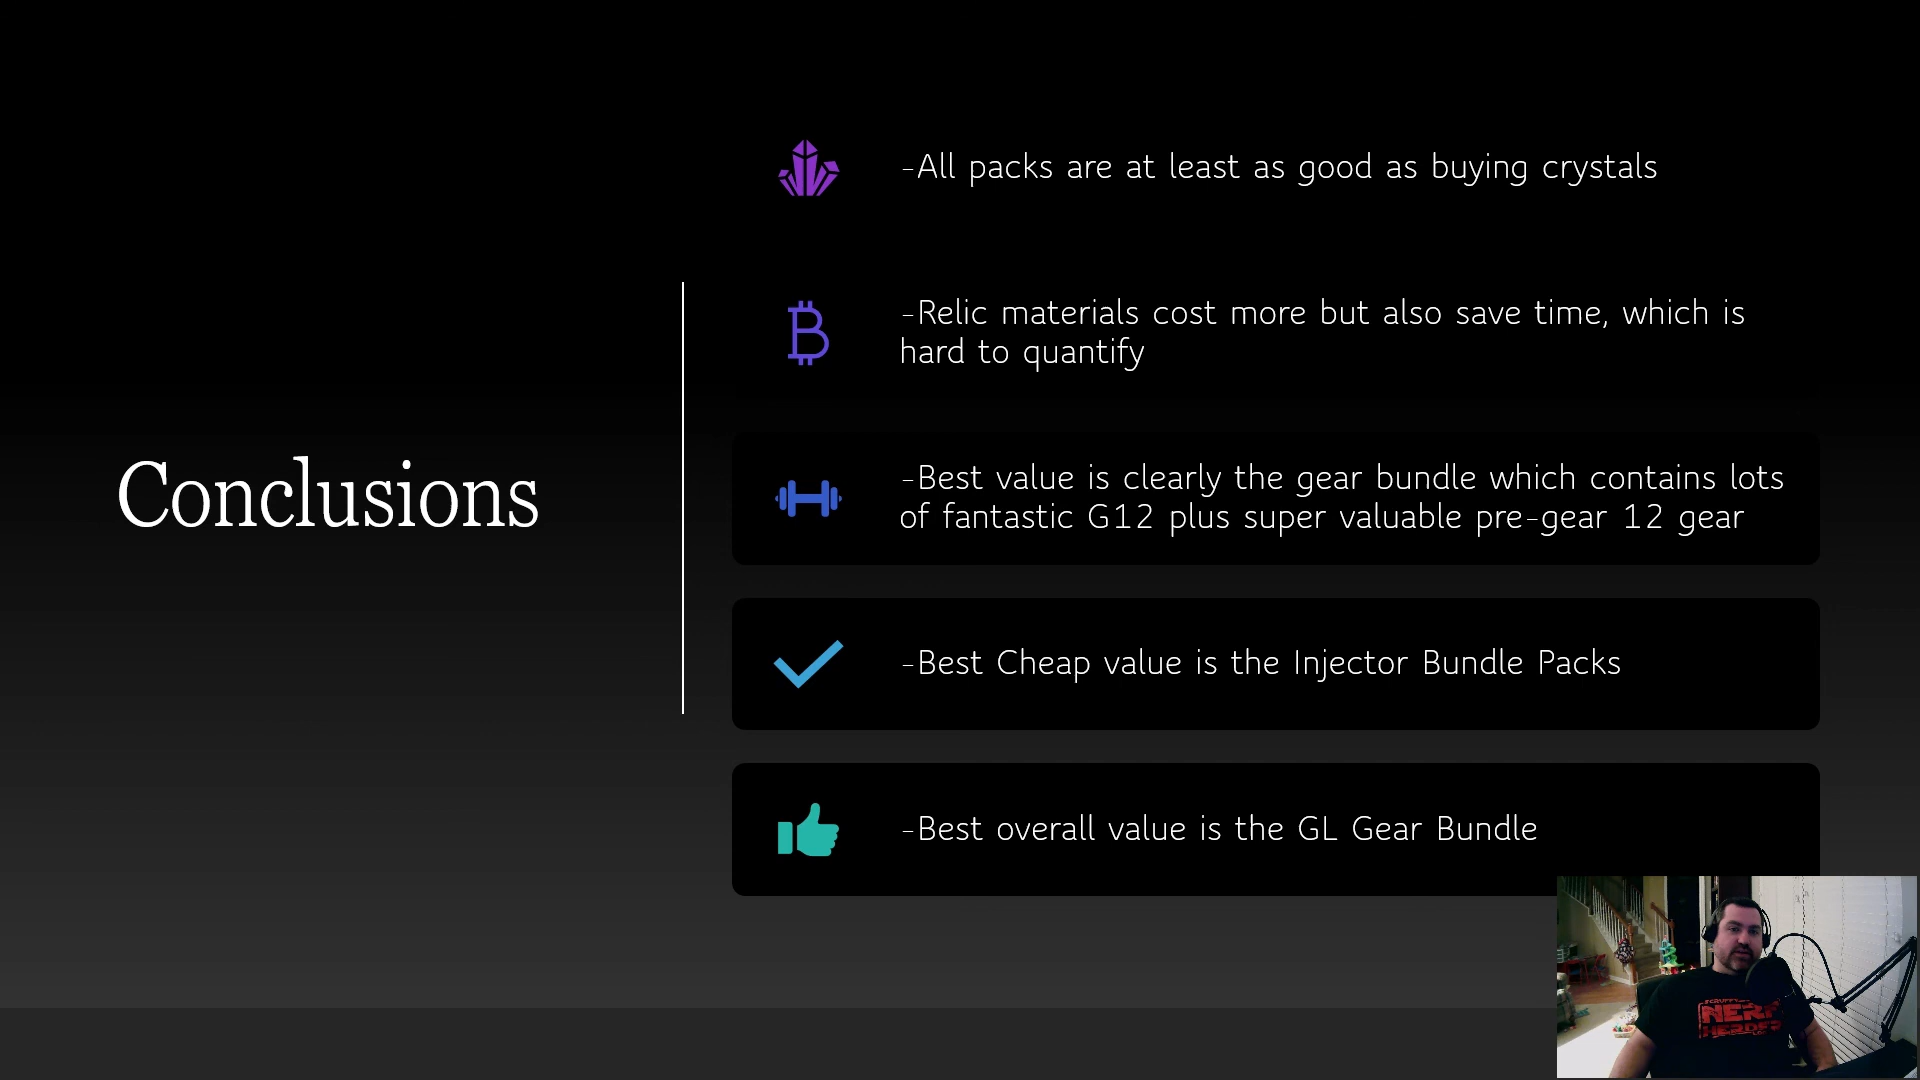 Conclusions
-All packs are at least as good as buying crystals
-Relic materials cost more but also save time, which is
hard to quantify
-Best value is clearly the gear bundle which contains lots
of fantastic G12 plus super valuable pre-gear 12 gear
-Best Cheap value is the Injector Bundle Packs
-Best overall value is the GL Gear Bundle
NERF
HERDER